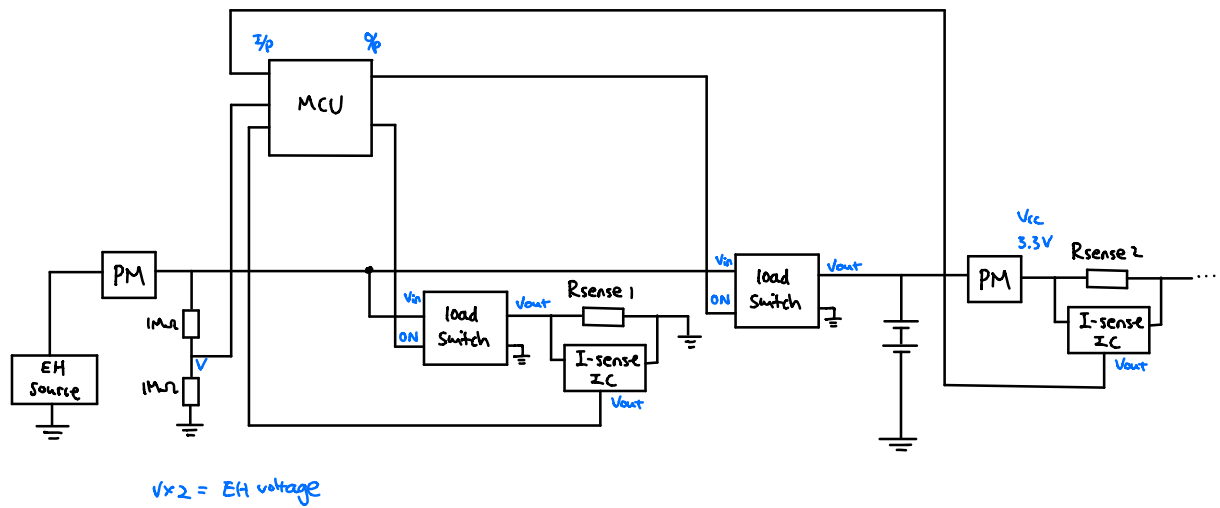 I/p
O/p
MCU
Vcc
3.3V
PM
Vin
load
switch
Vout
ON
PM
Rsense 2
Vin
load
switch
Vout
ON
Rsense 1
1MΩ
I-sense
IC
Vout
I-sense
IC
Vout
V
EH
Source
1MΩ
V×2 = EH voltage
...